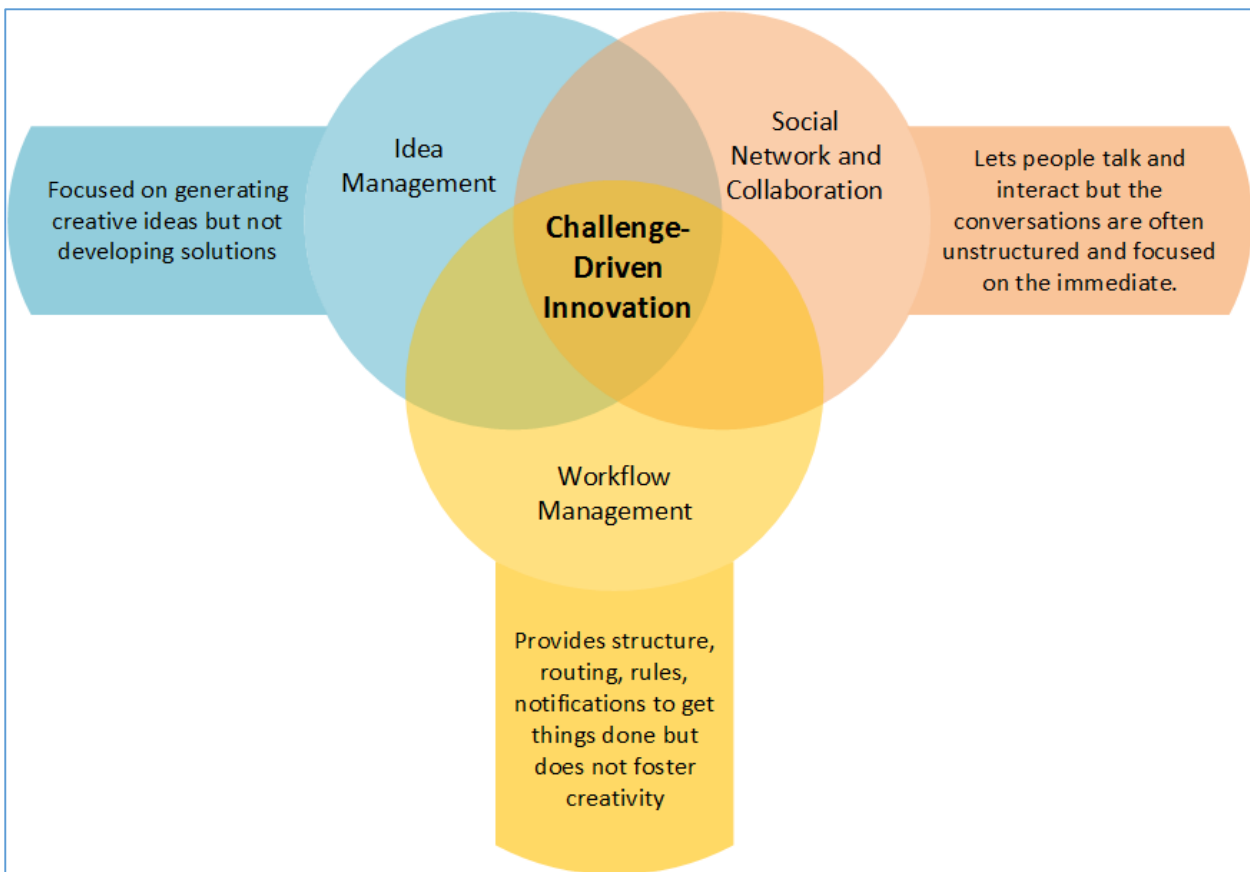 Idea
Management
Social
Network and
Collaboration
Focused on generating
creative ideas but not
developing solutions
Challenge-
Driven
Innovation
Lets people talk and
interact but the
conversations are often
unstructured and focused
on the immediate.
Workflow
Management
Provides structure,
routing, rules,
notifications to get
things done but
does not foster
creativity